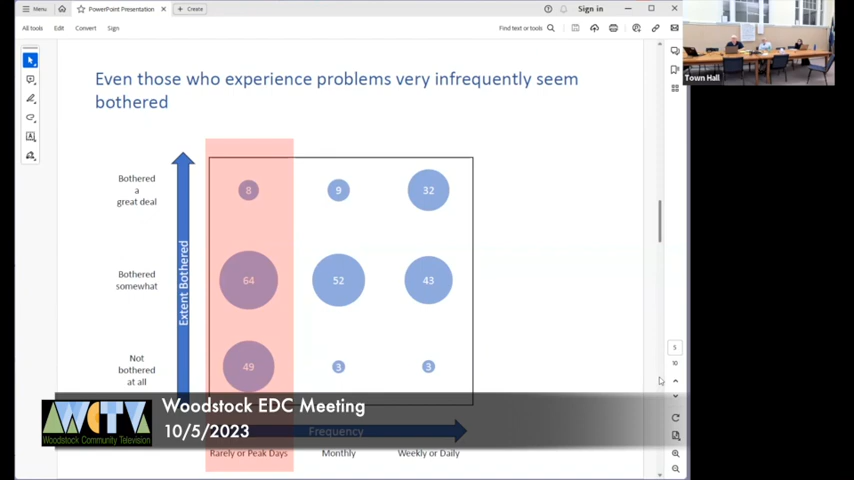 Menu
PowerPoint Presentation
Create
Sign in
All tools
Edit
Convert
Sign
Find text or tools
Even those who experience problems very infrequently seem
bothered
Bothered
a
great deal
8
9
32
Extent Bothered
Bothered
somewhat
64
52
43
Not
bothered
at all
49
3
3
Frequency
Rarely or Peak Days
Monthly
Weekly or Daily
5
10
Town Hall
WCTV
Woodstock Community Television
Woodstock EDC Meeting
10/5/2023